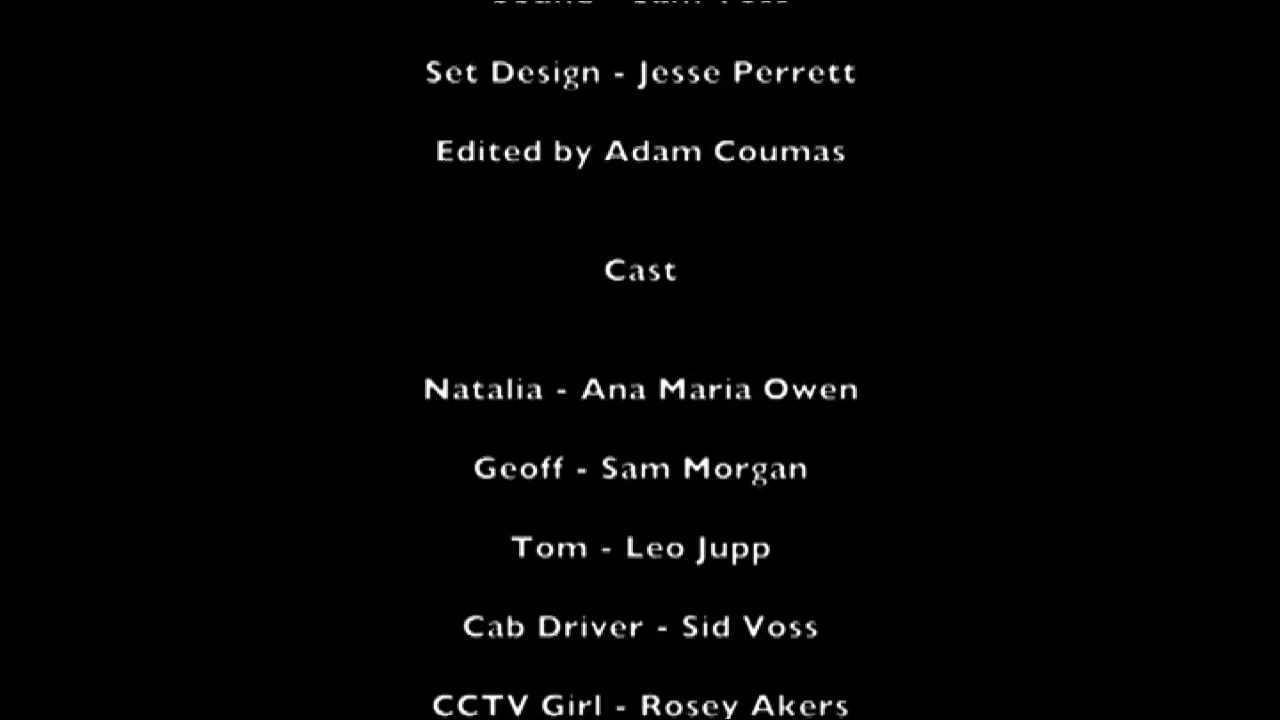 Set Design - Jesse Perrett
Edited by Adam Coumas
Cast
Natalia - Ana Maria Owen
Geoff - Sam Morgan
Tom - Leo Jupp
Cab Driver - Sid Voss
CCTV Girl - Rosey Akers